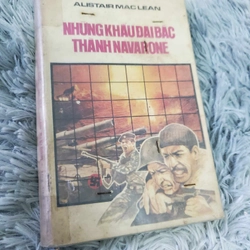 ALISTAIR MAC LEAN
NHỮNG KHẨU ĐẠI BÁC
THÀNH NAVARONE